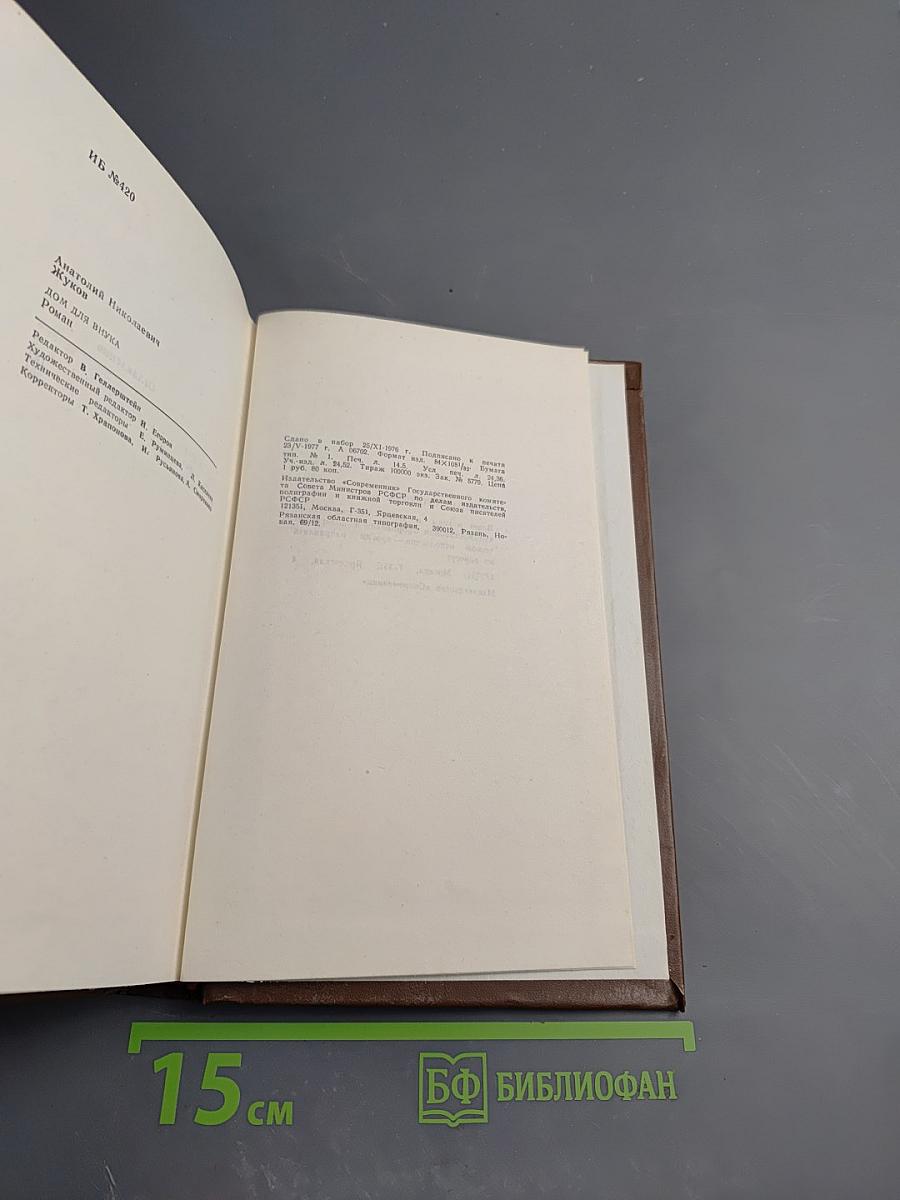 ИБ №420
Анатолий Николаевич
Жуков
ДОМ ДЛЯ ВНУКА
Роман
Редактор В. Геллерштейн
Художественный редактор Н. Егоров
Технические редакторы Е. Румянцева,
Корректоры Т. Храпонова, И. Русакова,
Сдано в набор 25/XI-1976 г. Подписано к печати
23/V-1977 г. А 06702. Формат изд. 84×108¹/₃₂. Бумага
тип. № 1. Печ. л. 14,5. Усл. печ. л. 24,36.
Уч.-изд. л. 24,52. Тираж 100000 экз. Зак. № 5779. Цена
1 руб. 80 коп.
Издательство «Современник» Государственного комите-
та Совета Министров РСФСР по делам издательств,
полиграфии и книжной торговли и Союза писателей
РСФСР
121351, Москва, Г-351, Ярцевская, 4
Рязанская областная типография, 390012, Рязань, Но-
вая, 69/12.
15 см
БФ БИБЛИОФАН